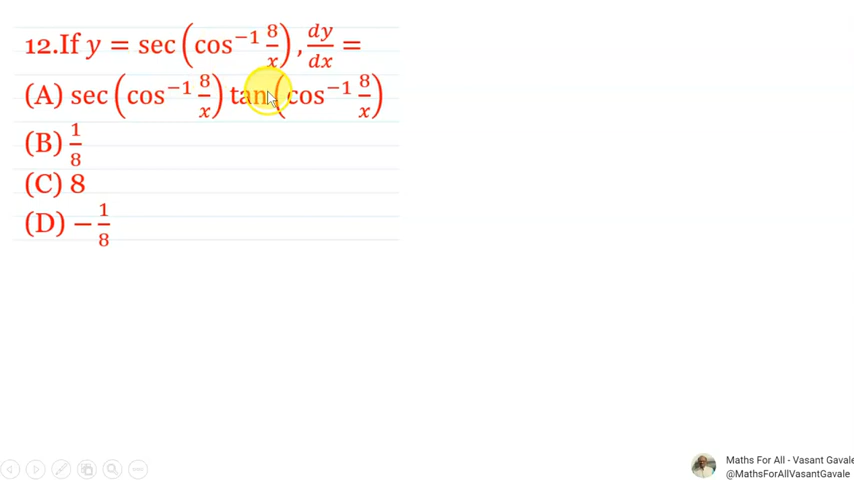 12.If y = sec(cos⁻¹ 8/x), dy/dx =
(A) sec(cos⁻¹ 8/x) tan(cos⁻¹ 8/x)
(B) 1/8
(C) 8
(D) − 1/8
Maths For All - Vasant Gavale
@MathsForAllVasantGavale